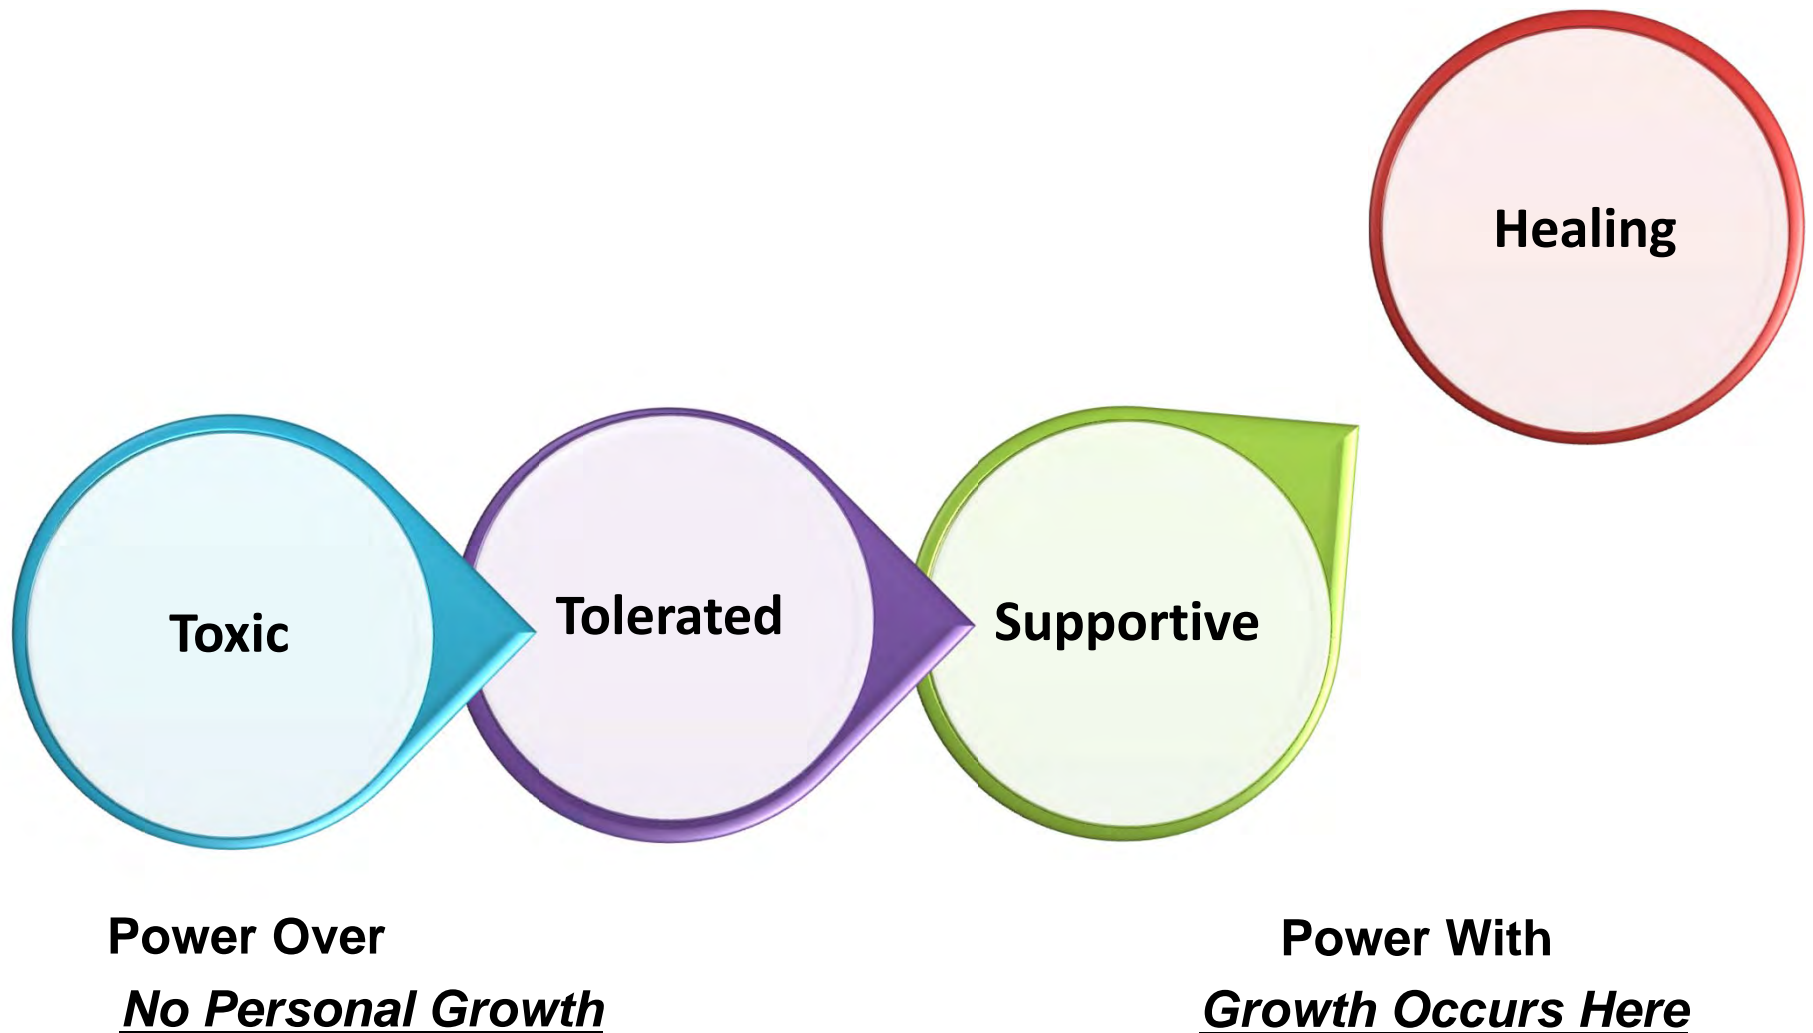 Healing
Toxic
Tolerated
Supportive
Power Over
No Personal Growth
Power With
Growth Occurs Here